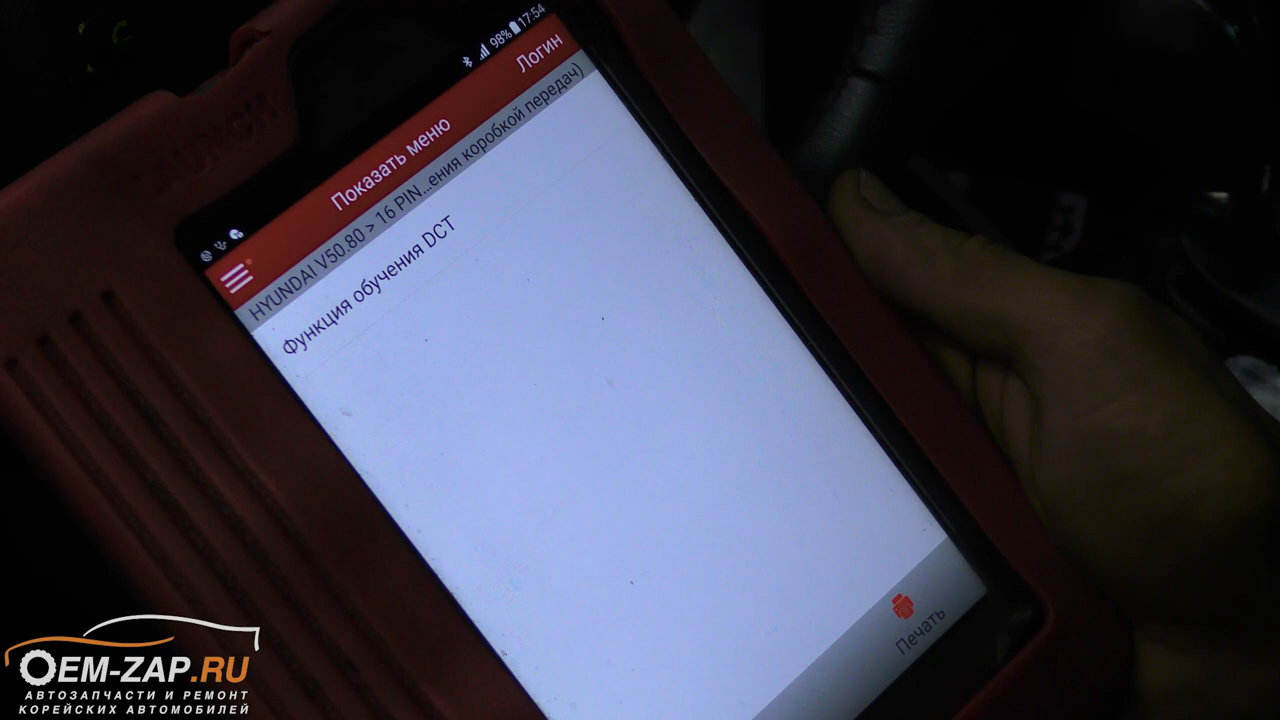 98% 17:54
Логин
Показать меню
HYUNDAI V50.80 > 16 PIN...ения коробкой передач)
Функция обучения DCT
Печать
LAUNCH
OEM-ZAP.RU
АВТОЗАПЧАСТИ И РЕМОНТ
КОРЕЙСКИХ АВТОМОБИЛЕЙ